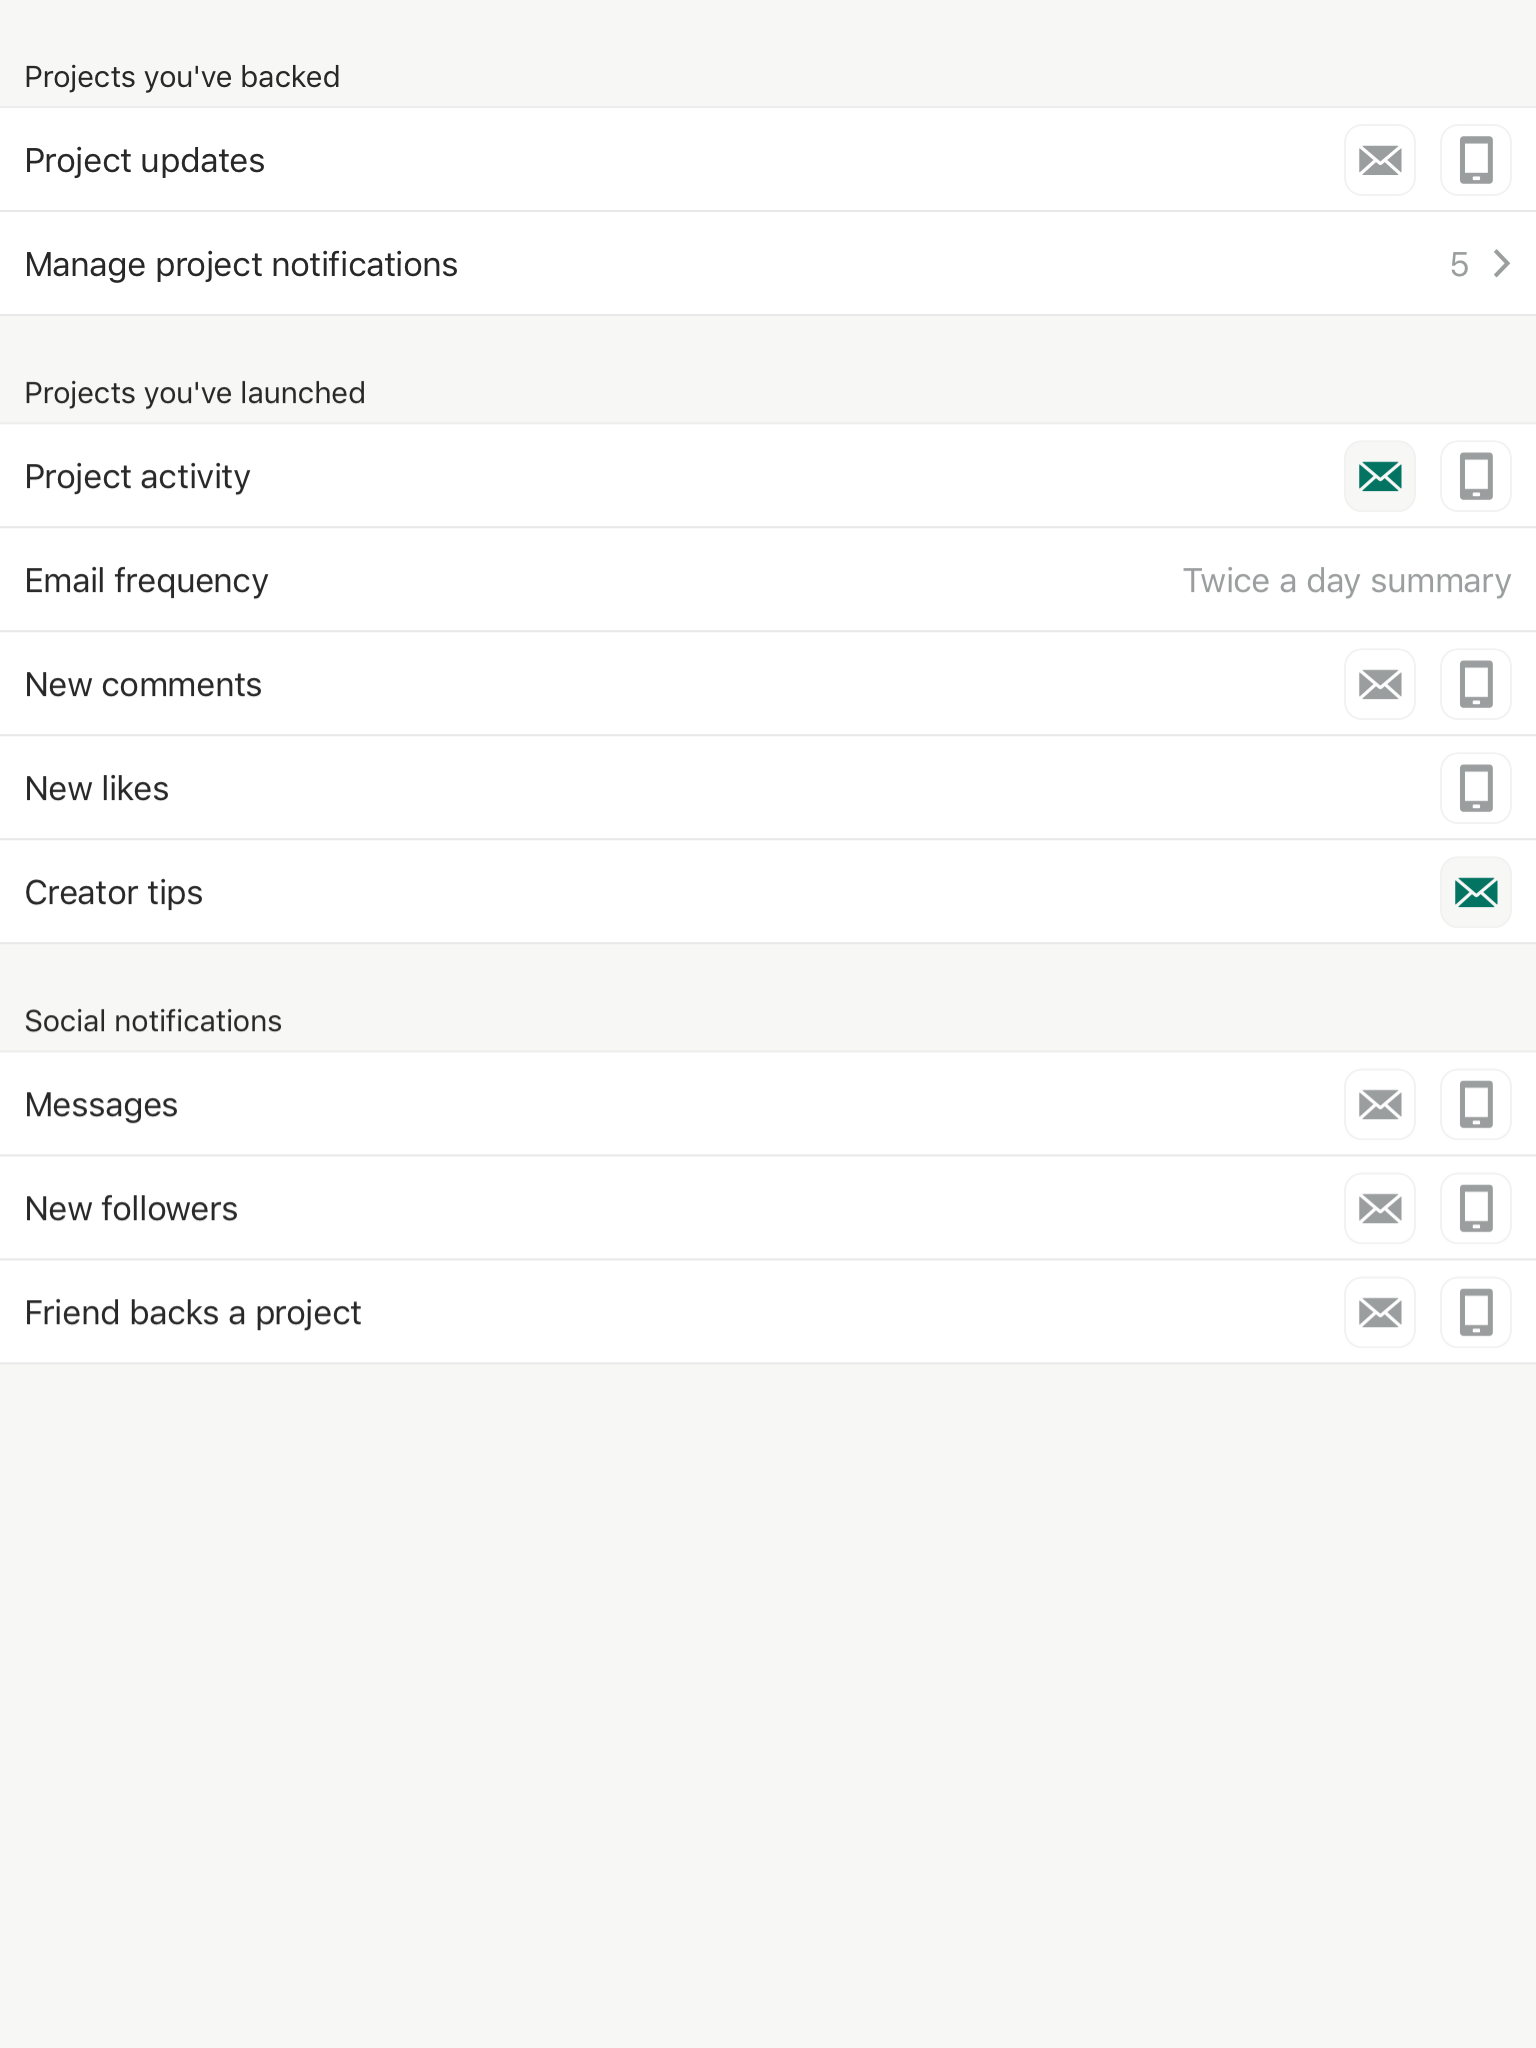 Projects you've backed
Project updates
Manage project notifications 5
Projects you've launched
Project activity
Email frequency Twice a day summary
New comments
New likes
Creator tips
Social notifications
Messages
New followers
Friend backs a project